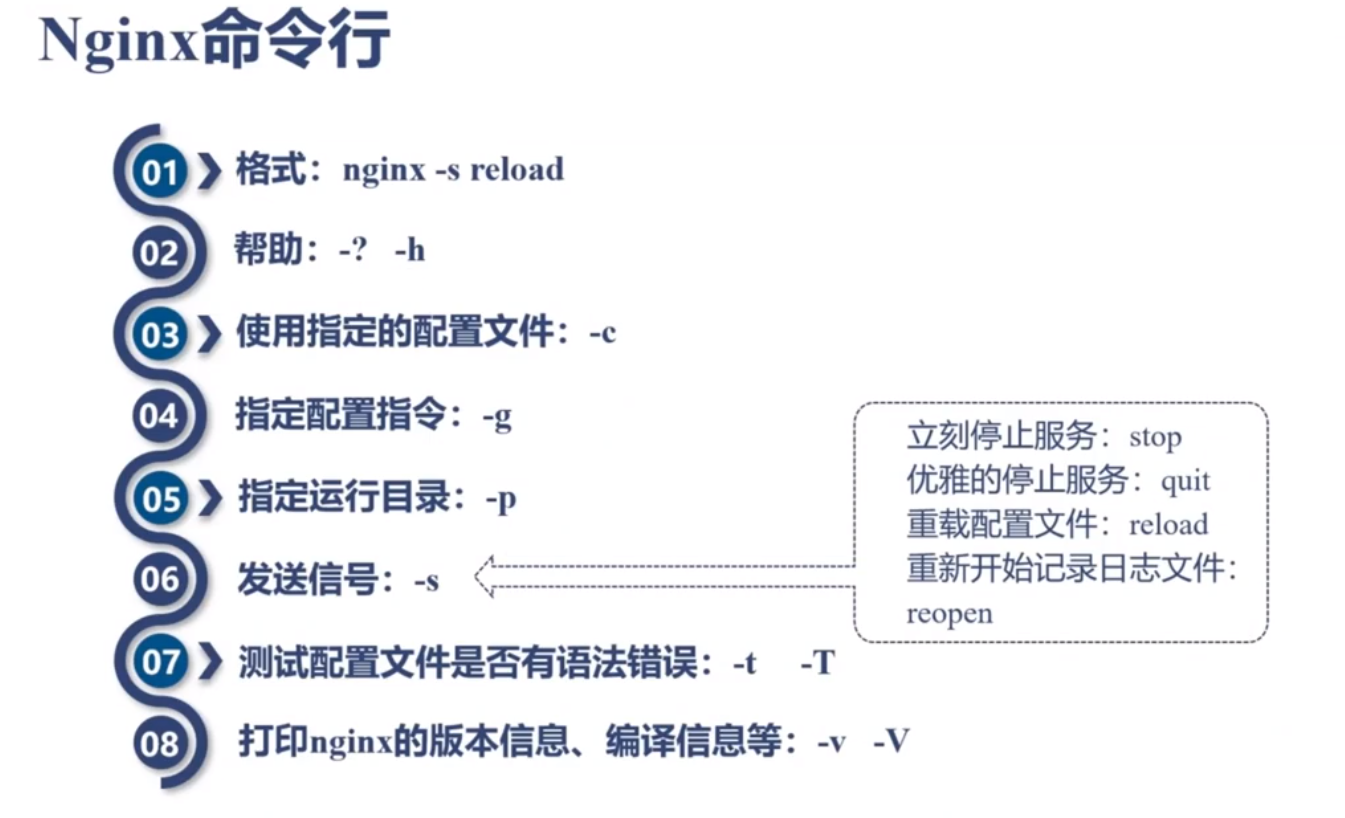 Nginx命令行
01 格式：nginx -s reload
02 帮助：-? -h
03 使用指定的配置文件：-c
04 指定配置指令：-g
05 指定运行目录：-p
06 发送信号：-s
立刻停止服务：stop
优雅的停止服务：quit
重载配置文件：reload
重新开始记录日志文件：
reopen
07 测试配置文件是否有语法错误：-t -T
08 打印nginx的版本信息、编译信息等：-v -V